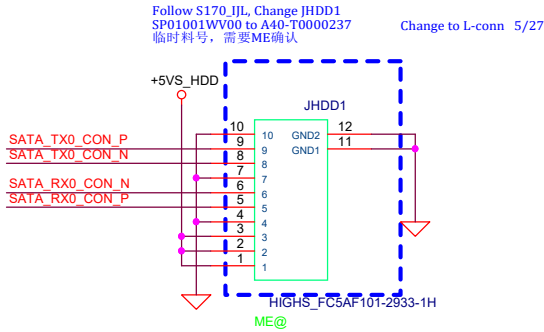 Follow S170_IJL, Change JHDD1
SP01001WV00 to A40-T0000237
临时料号，需要ME确认
Change to L-conn 5/27
+5VS_HDD
JHDD1
SATA_TX0_CON_P
SATA_TX0_CON_N
SATA_RX0_CON_N
SATA_RX0_CON_P
10 10 GND2 12
9 9 GND1 11
8 8
7 7
6 6
5 5
4 4
3 3
2 2
1 1
HIGHS_FC5AF101-2933-1H
ME@